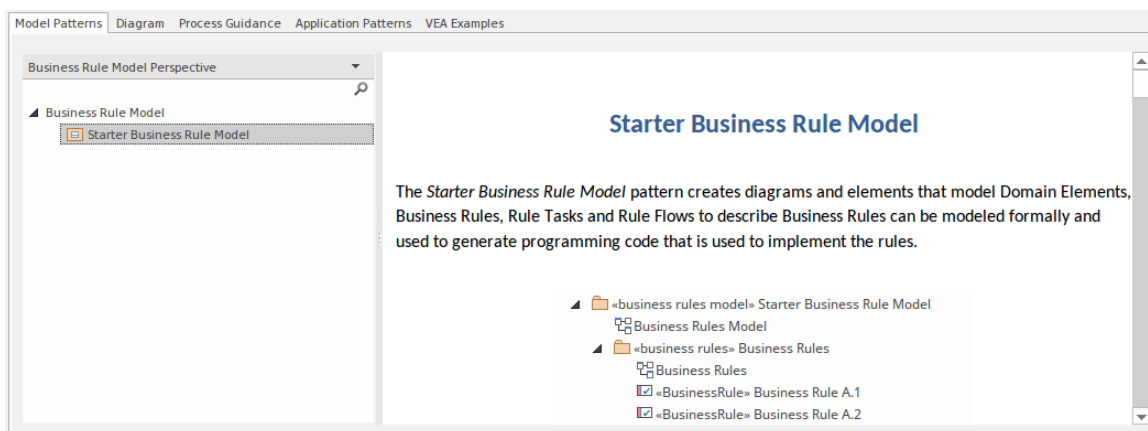 Model Patterns Diagram Process Guidance Application Patterns VEA Examples
Business Rule Model Perspective
Business Rule Model
Starter Business Rule Model
Starter Business Rule Model
The Starter Business Rule Model pattern creates diagrams and elements that model Domain Elements,
Business Rules, Rule Tasks and Rule Flows to describe Business Rules can be modeled formally and
used to generate programming code that is used to implement the rules.
«business rules model» Starter Business Rule Model
Business Rules Model
«business rules» Business Rules
Business Rules
«BusinessRule» Business Rule A.1
«BusinessRule» Business Rule A.2